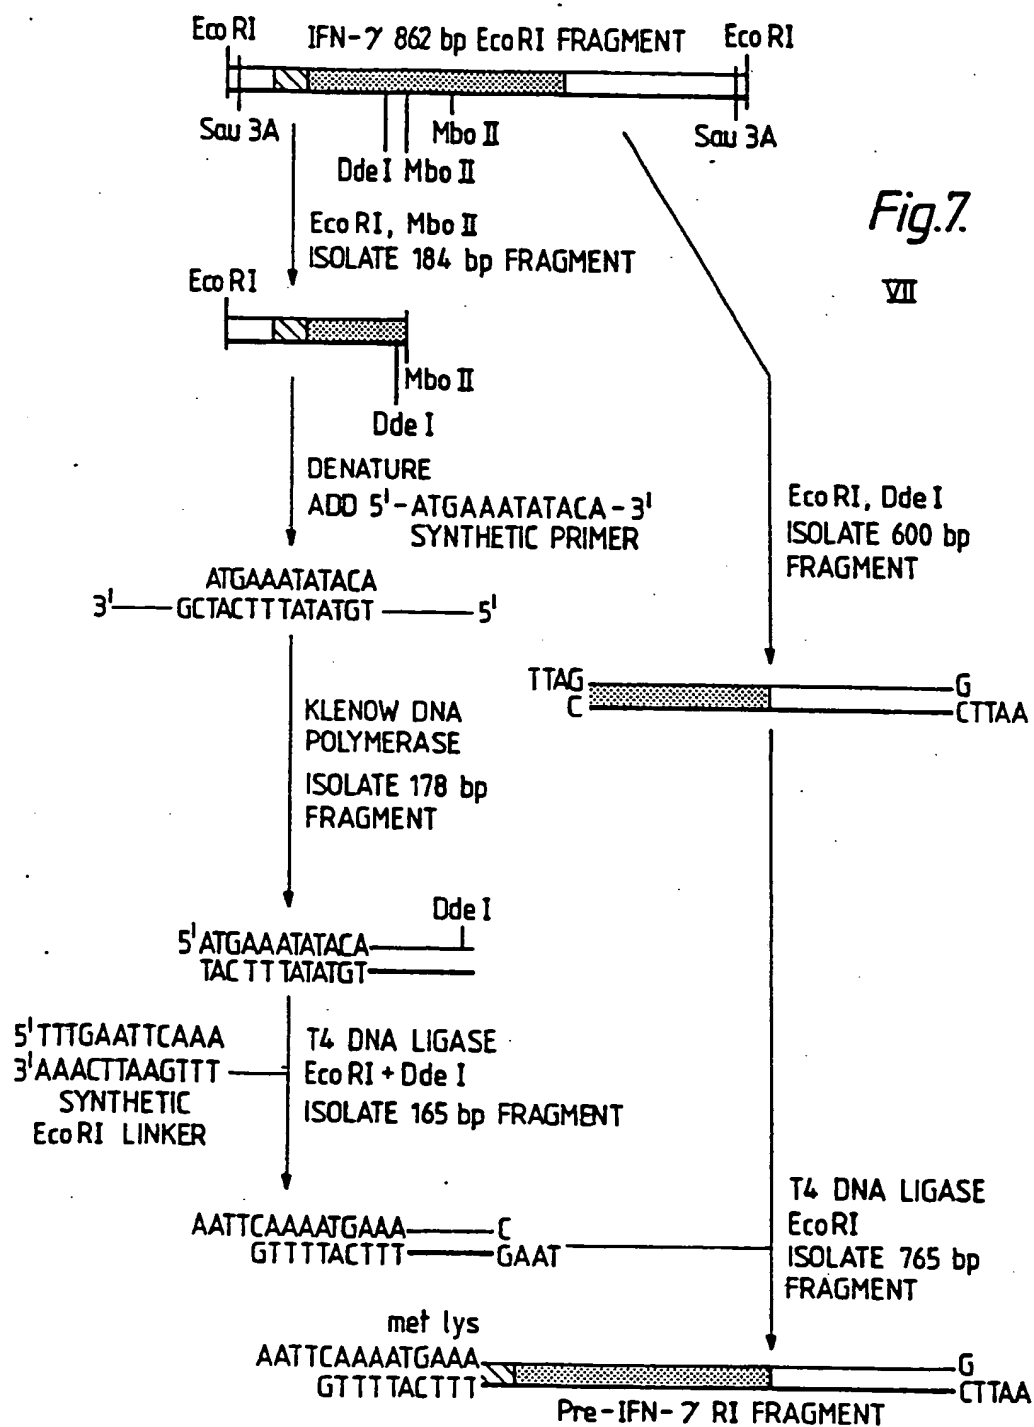 Eco RI
IFN-γ 862 bp Eco RI FRAGMENT
Eco RI
Sau 3A
Mbo II
Sau 3A
Dde I
Mbo II
Fig.7.
VII
Eco RI, Mbo II
ISOLATE 184 bp FRAGMENT
Eco RI
Mbo II
Dde I
DENATURE
ADD 5'-ATGAAATATACA-3'
SYNTHETIC PRIMER
Eco RI, Dde I
ISOLATE 600 bp
FRAGMENT
ATGAAATATACA
3'—GCTACTTTATATGT—5'
TTAG
G
C
CTTAA
KLENOW DNA
POLYMERASE
ISOLATE 178 bp
FRAGMENT
Dde I
5'ATGAAATATACA
TACTTTATATGT
5'TTTGAATTCAAA
3'AAACTTAAGTTT
SYNTHETIC
Eco RI LINKER
T4 DNA LIGASE
Eco RI + Dde I
ISOLATE 165 bp FRAGMENT
T4 DNA LIGASE
Eco RI
ISOLATE 765 bp
FRAGMENT
AATTCAAAATGAAA—C
GTTTTACTTT—GAAT
met lys
AATTCAAAATGAAA
G
GTTTTACTTT
CTTAA
Pre-IFN-γ RI FRAGMENT